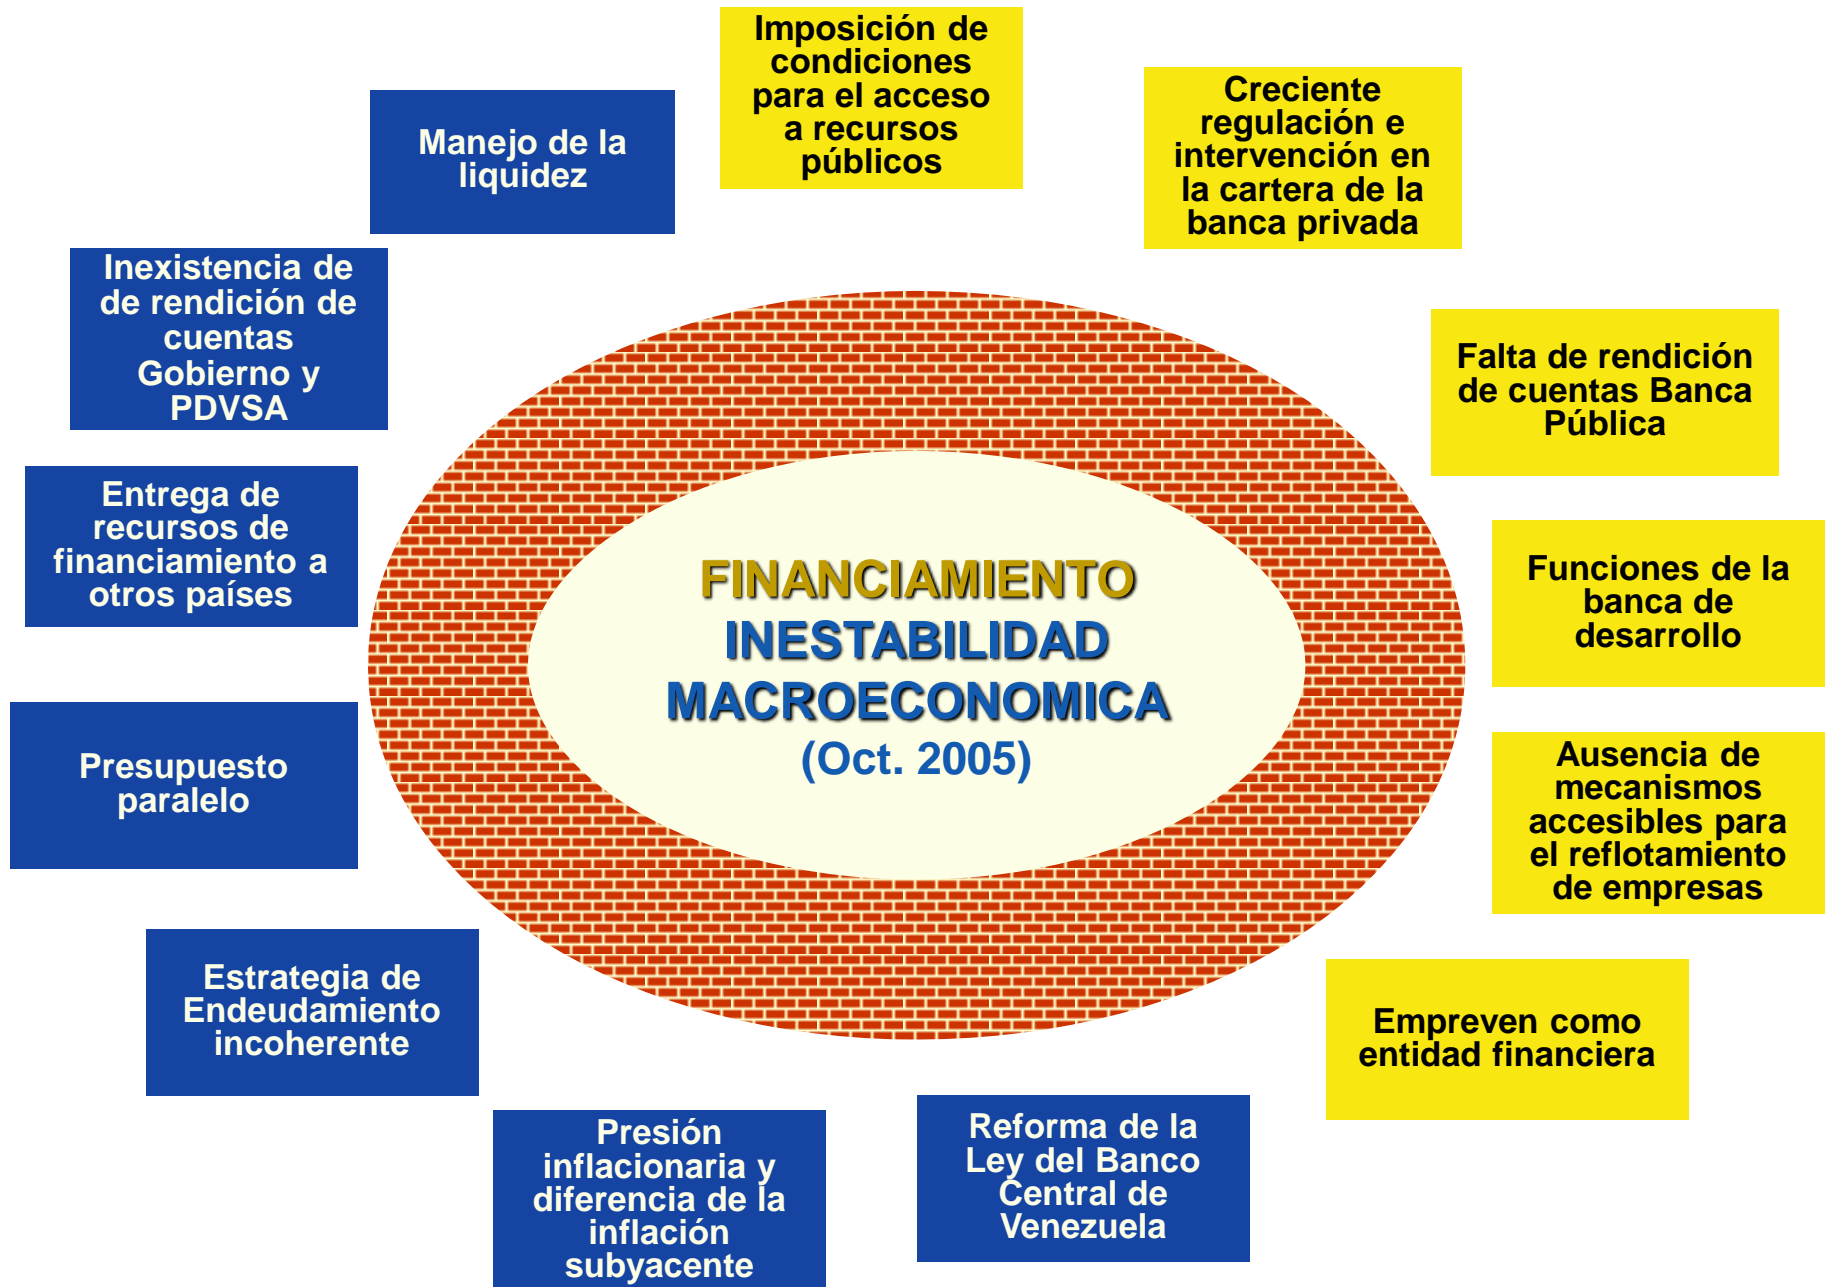 Imposición de
condiciones
para el acceso
a recursos
públicos
Creciente
regulación e
intervención en
la cartera de la
banca privada
Manejo de la
liquidez
Inexistencia de
de rendición de
cuentas
Gobierno y
PDVSA
Falta de rendición
de cuentas Banca
Pública
Entrega de
recursos de
financiamiento a
otros países
FINANCIAMIENTO
INESTABILIDAD
MACROECONOMICA
(Oct. 2005)
Funciones de la
banca de
desarrollo
Presupuesto
paralelo
Ausencia de
mecanismos
accesibles para
el reflotamiento
de empresas
Estrategia de
Endeudamiento
incoherente
Empreven como
entidad financiera
Presión
inflacionaria y
diferencia de la
inflación
subyacente
Reforma de la
Ley del Banco
Central de
Venezuela